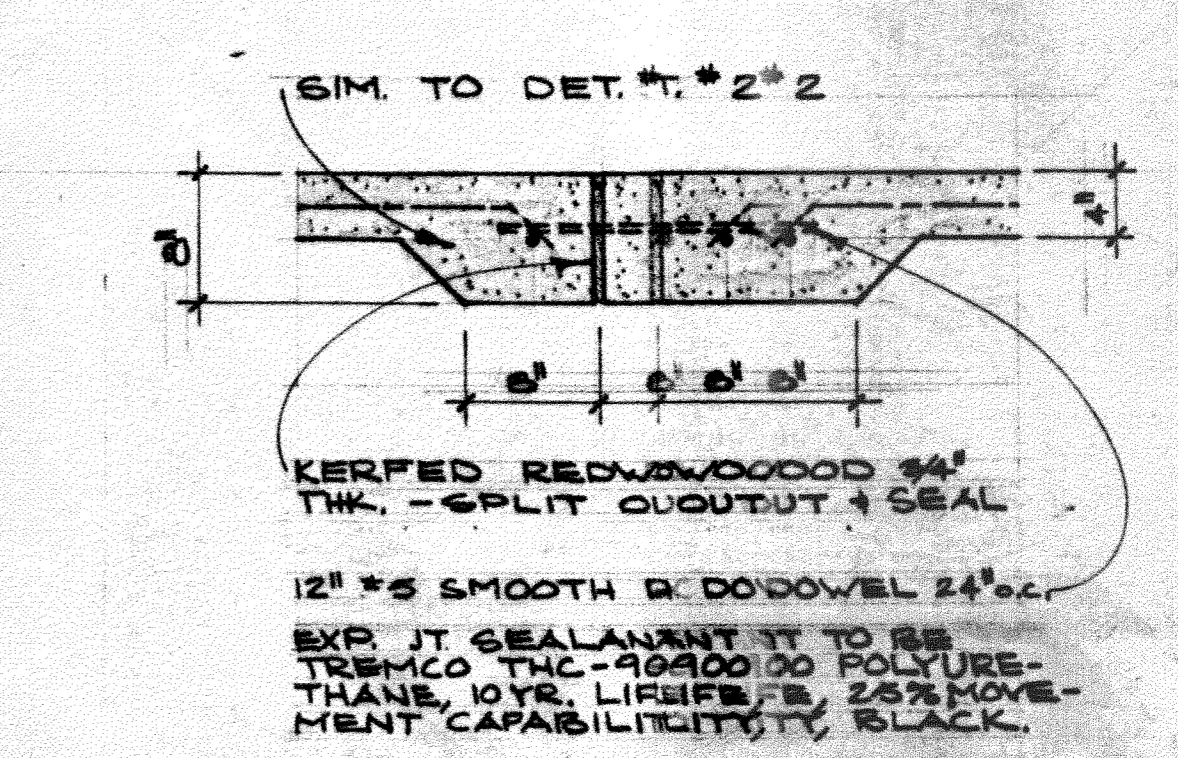 SIM. TO DET. # 2
8"
4"
8" 8"
KERFED REDWOOD 3/4"
THK. - SPLIT OUT & SEAL
12" #5 SMOOTH DOWEL 24" O.C.
EXP. JT. SEALANT TO BE
TREMCO THC-900 POLYURE-
THANE, 10 YR. LIFE, 25% MOVE-
MENT CAPABILITY, BLACK.